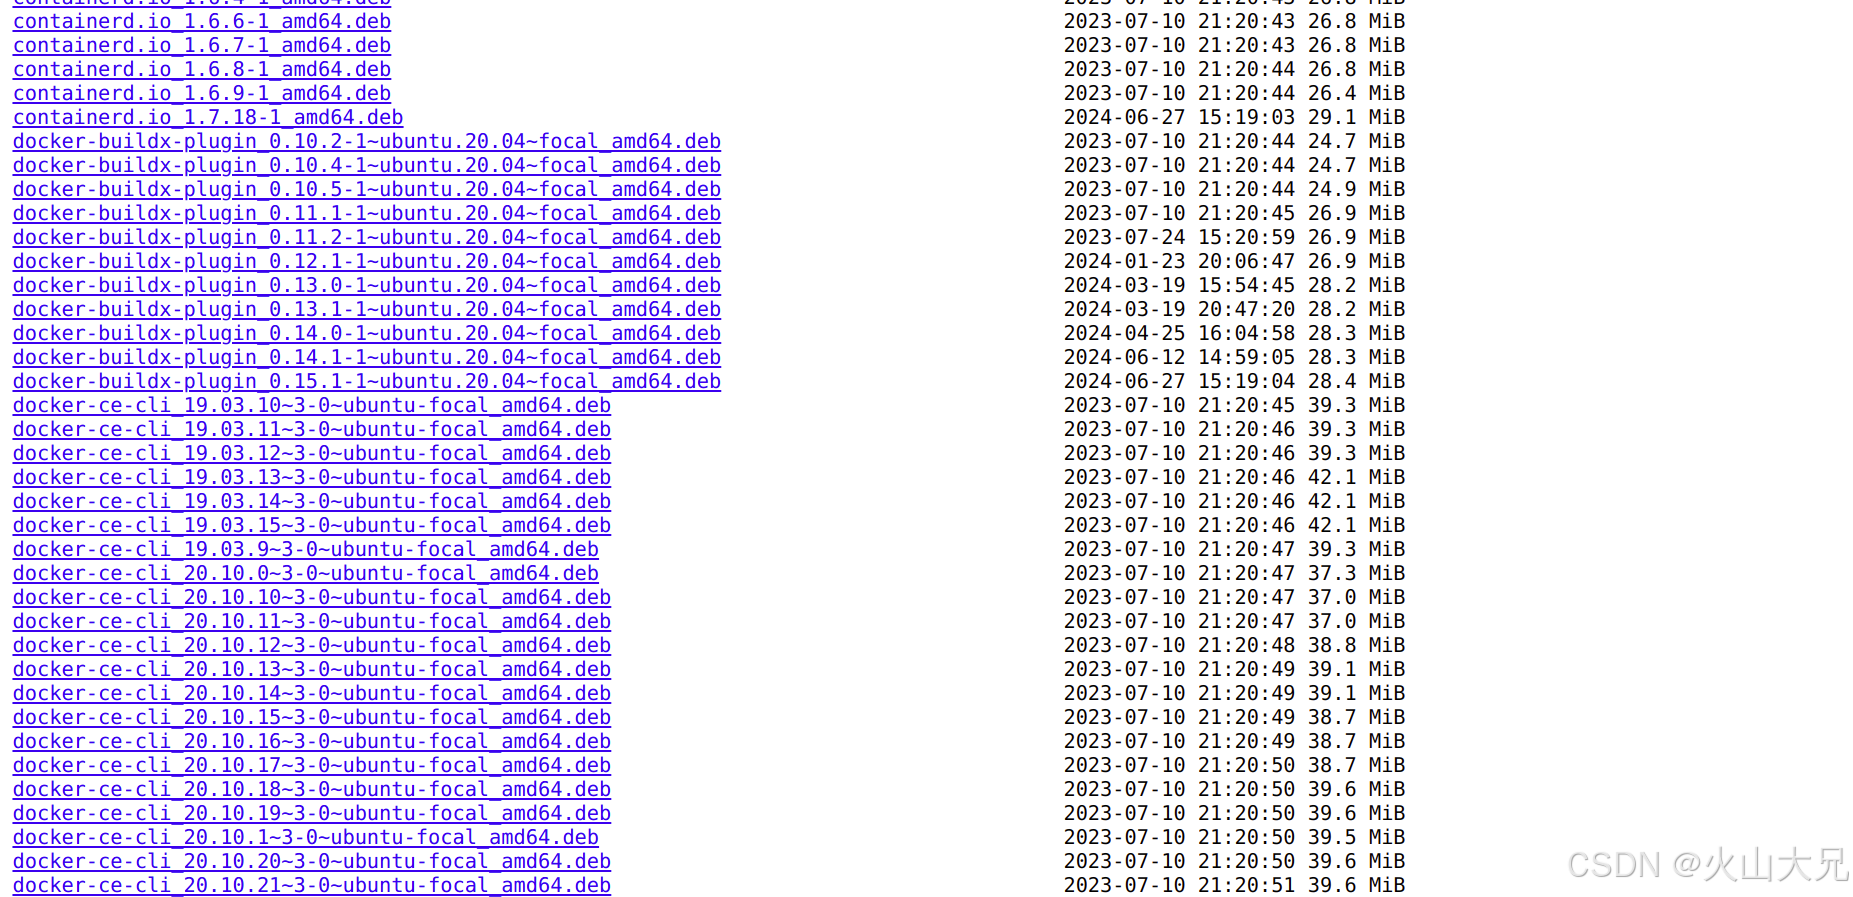 containerd.io_1.6.4-1_amd64.deb 2023-07-10 21:20:43 26.8 MiB
containerd.io_1.6.6-1_amd64.deb 2023-07-10 21:20:43 26.8 MiB
containerd.io_1.6.7-1_amd64.deb 2023-07-10 21:20:43 26.8 MiB
containerd.io_1.6.8-1_amd64.deb 2023-07-10 21:20:44 26.8 MiB
containerd.io_1.6.9-1_amd64.deb 2023-07-10 21:20:44 26.4 MiB
containerd.io_1.7.18-1_amd64.deb 2024-06-27 15:19:03 29.1 MiB
docker-buildx-plugin_0.10.2-1~ubuntu.20.04~focal_amd64.deb 2023-07-10 21:20:44 24.7 MiB
docker-buildx-plugin_0.10.4-1~ubuntu.20.04~focal_amd64.deb 2023-07-10 21:20:44 24.7 MiB
docker-buildx-plugin_0.10.5-1~ubuntu.20.04~focal_amd64.deb 2023-07-10 21:20:44 24.9 MiB
docker-buildx-plugin_0.11.1-1~ubuntu.20.04~focal_amd64.deb 2023-07-10 21:20:45 26.9 MiB
docker-buildx-plugin_0.11.2-1~ubuntu.20.04~focal_amd64.deb 2023-07-24 15:20:59 26.9 MiB
docker-buildx-plugin_0.12.1-1~ubuntu.20.04~focal_amd64.deb 2024-01-23 20:06:47 26.9 MiB
docker-buildx-plugin_0.13.0-1~ubuntu.20.04~focal_amd64.deb 2024-03-19 15:54:45 28.2 MiB
docker-buildx-plugin_0.13.1-1~ubuntu.20.04~focal_amd64.deb 2024-03-19 20:47:20 28.2 MiB
docker-buildx-plugin_0.14.0-1~ubuntu.20.04~focal_amd64.deb 2024-04-25 16:04:58 28.3 MiB
docker-buildx-plugin_0.14.1-1~ubuntu.20.04~focal_amd64.deb 2024-06-12 14:59:05 28.3 MiB
docker-buildx-plugin_0.15.1-1~ubuntu.20.04~focal_amd64.deb 2024-06-27 15:19:04 28.4 MiB
docker-ce-cli_19.03.10~3-0~ubuntu-focal_amd64.deb 2023-07-10 21:20:45 39.3 MiB
docker-ce-cli_19.03.11~3-0~ubuntu-focal_amd64.deb 2023-07-10 21:20:46 39.3 MiB
docker-ce-cli_19.03.12~3-0~ubuntu-focal_amd64.deb 2023-07-10 21:20:46 39.3 MiB
docker-ce-cli_19.03.13~3-0~ubuntu-focal_amd64.deb 2023-07-10 21:20:46 42.1 MiB
docker-ce-cli_19.03.14~3-0~ubuntu-focal_amd64.deb 2023-07-10 21:20:46 42.1 MiB
docker-ce-cli_19.03.15~3-0~ubuntu-focal_amd64.deb 2023-07-10 21:20:46 42.1 MiB
docker-ce-cli_19.03.9~3-0~ubuntu-focal_amd64.deb 2023-07-10 21:20:47 39.3 MiB
docker-ce-cli_20.10.0~3-0~ubuntu-focal_amd64.deb 2023-07-10 21:20:47 37.3 MiB
docker-ce-cli_20.10.10~3-0~ubuntu-focal_amd64.deb 2023-07-10 21:20:47 37.0 MiB
docker-ce-cli_20.10.11~3-0~ubuntu-focal_amd64.deb 2023-07-10 21:20:47 37.0 MiB
docker-ce-cli_20.10.12~3-0~ubuntu-focal_amd64.deb 2023-07-10 21:20:48 38.8 MiB
docker-ce-cli_20.10.13~3-0~ubuntu-focal_amd64.deb 2023-07-10 21:20:49 39.1 MiB
docker-ce-cli_20.10.14~3-0~ubuntu-focal_amd64.deb 2023-07-10 21:20:49 39.1 MiB
docker-ce-cli_20.10.15~3-0~ubuntu-focal_amd64.deb 2023-07-10 21:20:49 38.7 MiB
docker-ce-cli_20.10.16~3-0~ubuntu-focal_amd64.deb 2023-07-10 21:20:49 38.7 MiB
docker-ce-cli_20.10.17~3-0~ubuntu-focal_amd64.deb 2023-07-10 21:20:50 38.7 MiB
docker-ce-cli_20.10.18~3-0~ubuntu-focal_amd64.deb 2023-07-10 21:20:50 39.6 MiB
docker-ce-cli_20.10.19~3-0~ubuntu-focal_amd64.deb 2023-07-10 21:20:50 39.6 MiB
docker-ce-cli_20.10.1~3-0~ubuntu-focal_amd64.deb 2023-07-10 21:20:50 39.5 MiB
docker-ce-cli_20.10.20~3-0~ubuntu-focal_amd64.deb 2023-07-10 21:20:50 39.6 MiB
docker-ce-cli_20.10.21~3-0~ubuntu-focal_amd64.deb 2023-07-10 21:20:51 39.6 MiB
CSDN @火山大兄